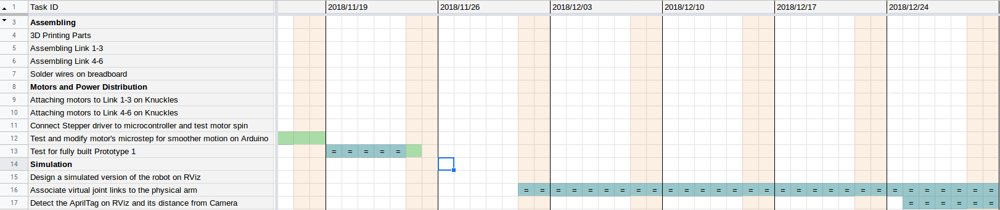 1 Task ID 2018/11/19 2018/11/26 2018/12/03 2018/12/10 2018/12/17 2018/12/24
3 Assembling
4 3D Printing Parts
5 Assembling Link 1-3
6 Assembling Link 4-6
7 Solder wires on breadboard
8 Motors and Power Distribution
9 Attaching motors to Link 1-3 on Knuckles
10 Attaching motors to Link 4-6 on Knuckles
11 Connect Stepper driver to microcontroller and test motor spin
12 Test and modify motor's microstep for smoother motion on Arduino
13 Test for fully built Prototype 1 = = = = =
14 Simulation
15 Design a simulated version of the robot on RViz
16 Associate virtual joint links to the physical arm = = = = = = = = = = = = = = = = = = = = = = = = = = = = = =
17 Detect the AprilTag on RViz and its distance from Camera = = = = = =